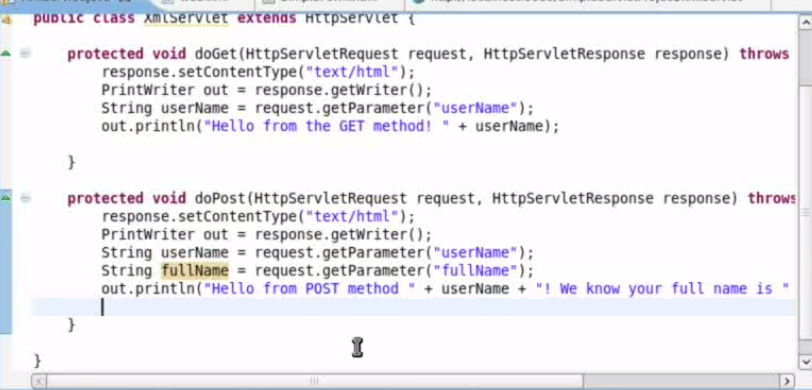 public class XmlServlet extends HttpServlet {
protected void doGet(HttpServletRequest request, HttpServletResponse response) throws
response.setContentType("text/html");
PrintWriter out = response.getWriter();
String userName = request.getParameter("userName");
out.println("Hello from the GET method! " + userName);
}
protected void doPost(HttpServletRequest request, HttpServletResponse response) throws
response.setContentType("text/html");
PrintWriter out = response.getWriter();
String userName = request.getParameter("userName");
String fullName = request.getParameter("fullName");
out.println("Hello from POST method " + userName + "! We know your full name is "
}
}